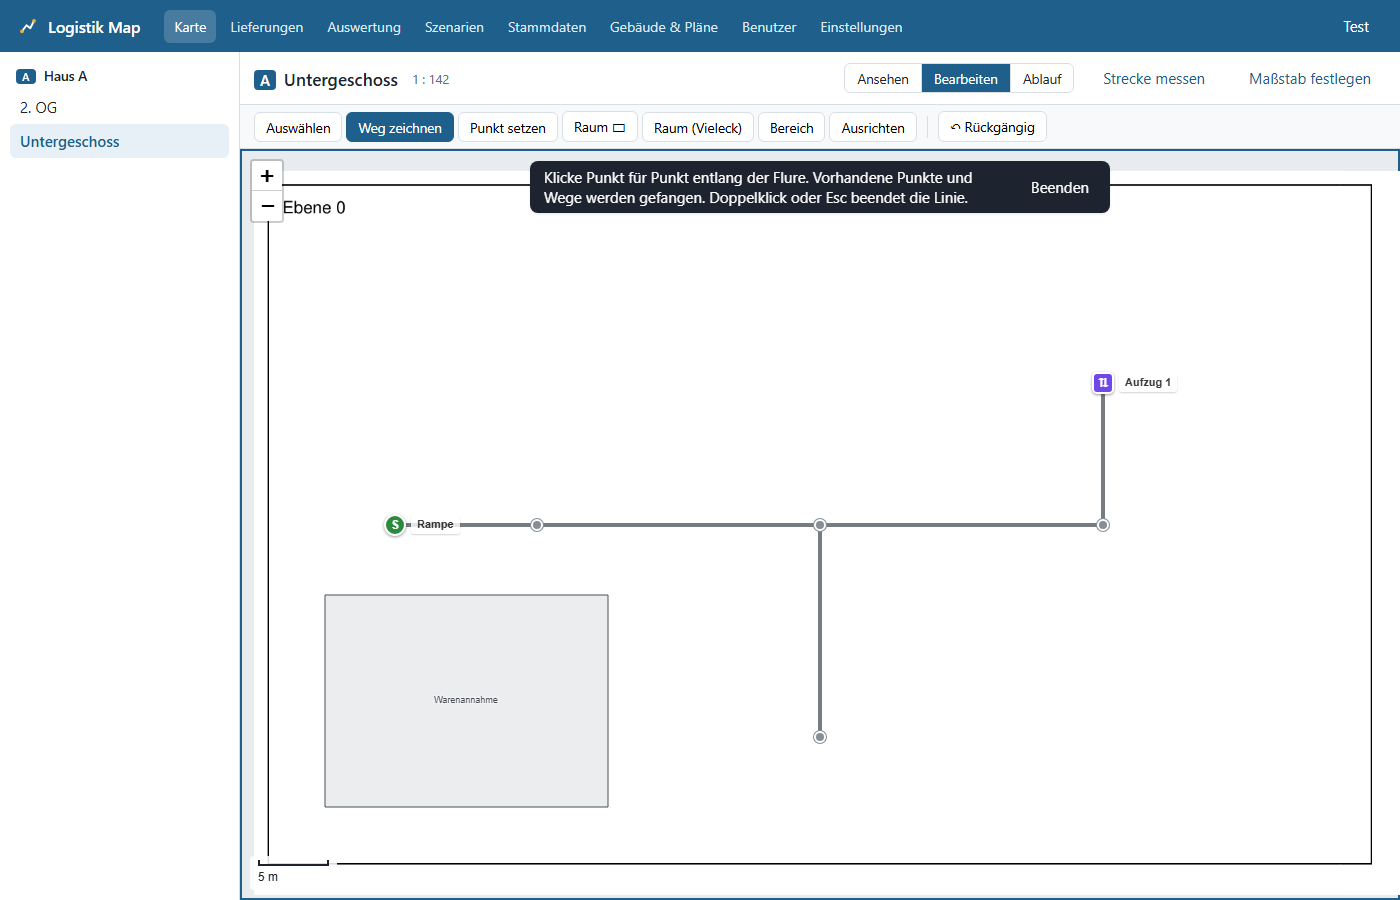 Logistik Map
Karte
Lieferungen
Auswertung
Szenarien
Stammdaten
Gebäude & Pläne
Benutzer
Einstellungen
Test
A Haus A
2. OG
Untergeschoss
A Untergeschoss 1 : 142
Ansehen
Bearbeiten
Ablauf
Strecke messen
Maßstab festlegen
Auswählen
Weg zeichnen
Punkt setzen
Raum
Raum (Vieleck)
Bereich
Ausrichten
Rückgängig
+
−
Klicke Punkt für Punkt entlang der Flure. Vorhandene Punkte und
Wege werden gefangen. Doppelklick oder Esc beendet die Linie.
Beenden
Ebene 0
Aufzug 1
S Rampe
Warenannahme
5 m